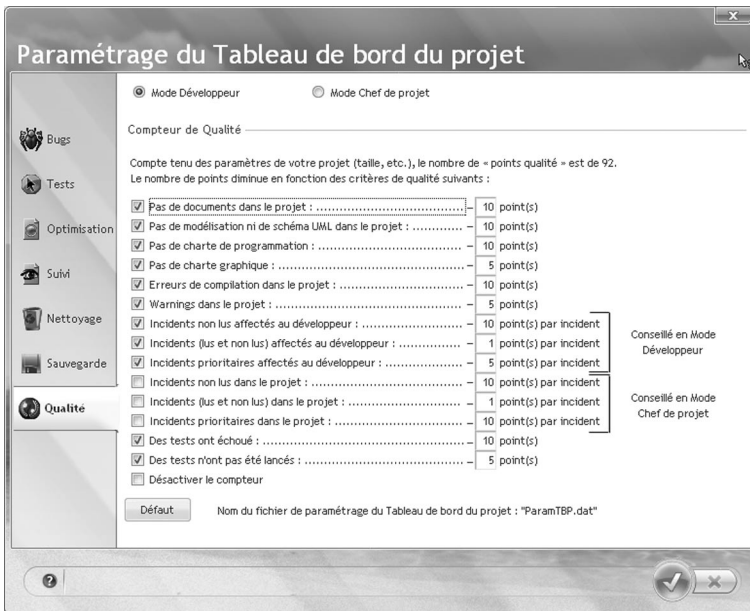 Paramétrage du Tableau de bord du projet
Mode Développeur
Mode Chef de projet
Bugs
Tests
Optimisation
Suivi
Nettoyage
Sauvegarde
Qualité
Compteur de Qualité
Compte tenu des paramètres de votre projet (taille, etc.), le nombre de « points qualité » est de 92.
Le nombre de points diminue en fonction des critères de qualité suivants :
Pas de documents dans le projet : ........................................ – 10 point(s)
Pas de modélisation ni de schéma UML dans le projet : ............. – 10 point(s)
Pas de charte de programmation : ........................................ – 10 point(s)
Pas de charte graphique : .................................................. – 5 point(s)
Erreurs de compilation dans le projet : .................................. – 10 point(s)
Warnings dans le projet : .................................................. – 5 point(s)
Incidents non lus affectés au développeur : ............................ – 10 point(s) par incident
Incidents (lus et non lus) affectés au développeur : .................. – 1 point(s) par incident
Incidents prioritaires affectés au développeur : ........................ – 5 point(s) par incident
Conseillé en Mode
Développeur
Incidents non lus dans le projet : ........................................ – 10 point(s) par incident
Incidents (lus et non lus) dans le projet : .............................. – 1 point(s) par incident
Incidents prioritaires dans le projet : .................................... – 10 point(s) par incident
Conseillé en Mode
Chef de projet
Des tests ont échoué : ...................................................... – 10 point(s)
Des tests n'ont pas été lancés : .......................................... – 5 point(s)
Désactiver le compteur
Défaut
Nom du fichier de paramétrage du Tableau de bord du projet : "ParamTBP.dat"